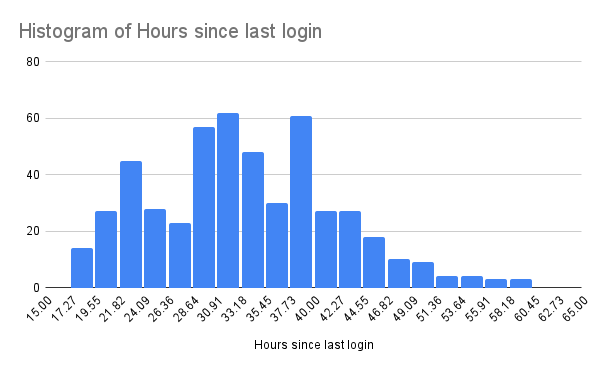 Histogram of Hours since last login
80
60
40
20
0
15.00 17.27 19.55 21.82 24.09 26.36 28.64 30.91 33.18 35.45 37.73 40.00 42.27 44.55 46.82 49.09 51.36 53.64 55.91 58.18 60.45 62.73 65.00
Hours since last login